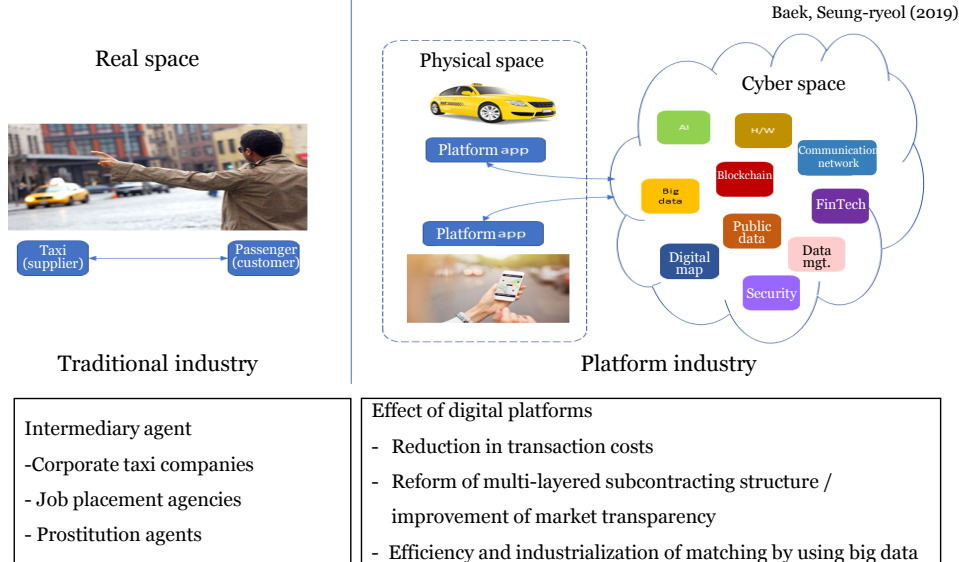 Baek, Seung-ryeol (2019)
Real space
Taxi
(supplier)
Passenger
(customer)
Traditional industry
Physical space
Platform app
Platform app
Cyber space
AI
H/W
Communication
network
Blockchain
Big
data
FinTech
Public
data
Data
mgt.
Digital
map
Security
Platform industry
Intermediary agent
-Corporate taxi companies
- Job placement agencies
- Prostitution agents
Effect of digital platforms
- Reduction in transaction costs
- Reform of multi-layered subcontracting structure /
improvement of market transparency
- Efficiency and industrialization of matching by using big data